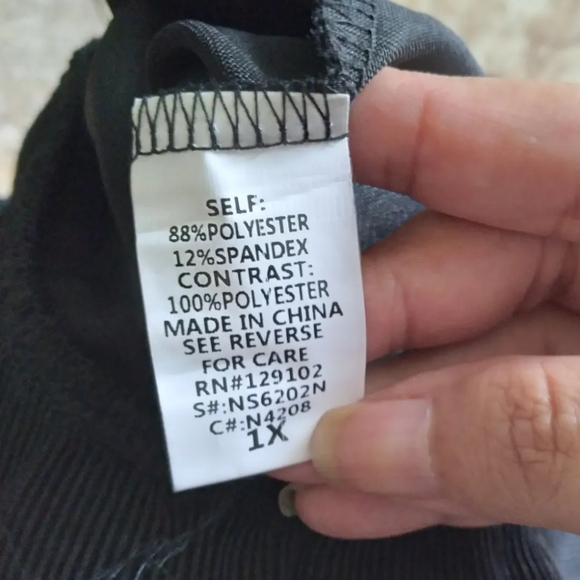 SELF:
88%POLYESTER
12%SPANDEX
CONTRAST:
100%POLYESTER
MADE IN CHINA
SEE REVERSE
FOR CARE
RN#129102
S#:NS6202N
C#:N4208
1X